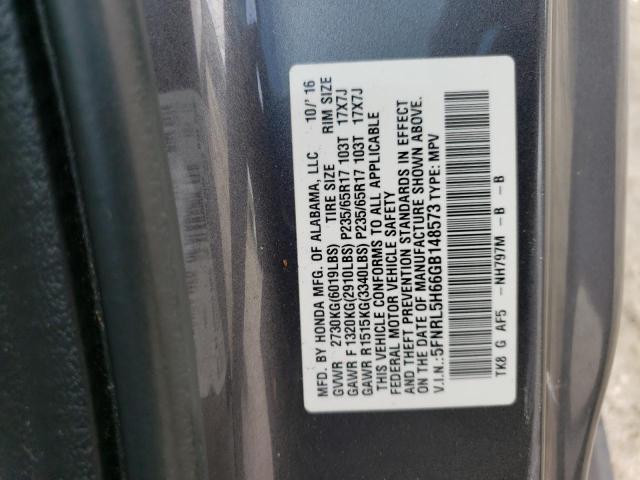 MFD. BY HONDA MFG. OF ALABAMA, LLC 10/'16
GVWR 2730KG(6019LBS) TIRE SIZE RIM SIZE
GAWR F 1320KG(2910LBS) P235/65R17 103T 17X7J
GAWR R1515KG(3340LBS) P235/65R17 103T 17X7J
THIS VEHICLE CONFORMS TO ALL APPLICABLE
FEDERAL MOTOR VEHICLE SAFETY
AND THEFT PREVENTION STANDARDS IN EFFECT
ON THE DATE OF MANUFACTURE SHOWN ABOVE.
V.I.N.:5FNRL5H66GB148573 TYPE: MPV
TK8 G AF5 - NH797M - B - B